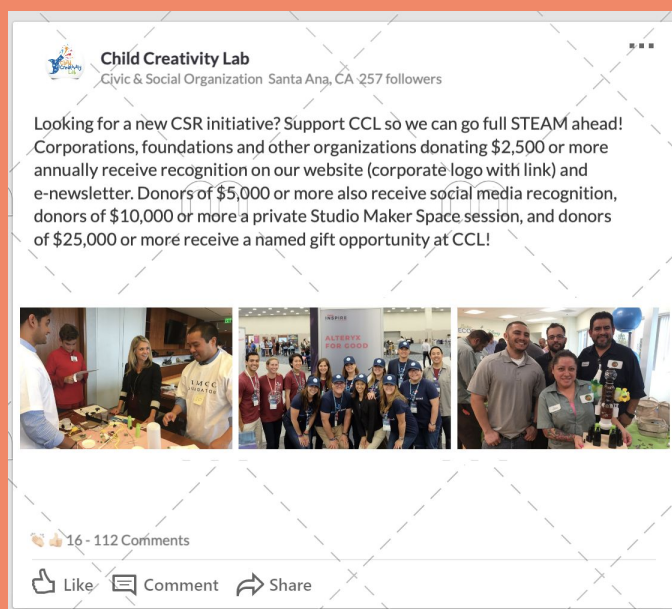 Child Creativity Lab
Civic & Social Organization Santa Ana, CA 257 followers
Looking for a new CSR initiative? Support CCL so we can go full STEAM ahead!
Corporations, foundations and other organizations donating $2,500 or more
annually receive recognition on our website (corporate logo with link) and
e-newsletter. Donors of $5,000 or more also receive social media recognition,
donors of $10,000 or more a private Studio Maker Space session, and donors
of $25,000 or more receive a named gift opportunity at CCL!
INSPIRE
ALTERYX
FOR GOOD
16 - 112 Comments
Like Comment Share